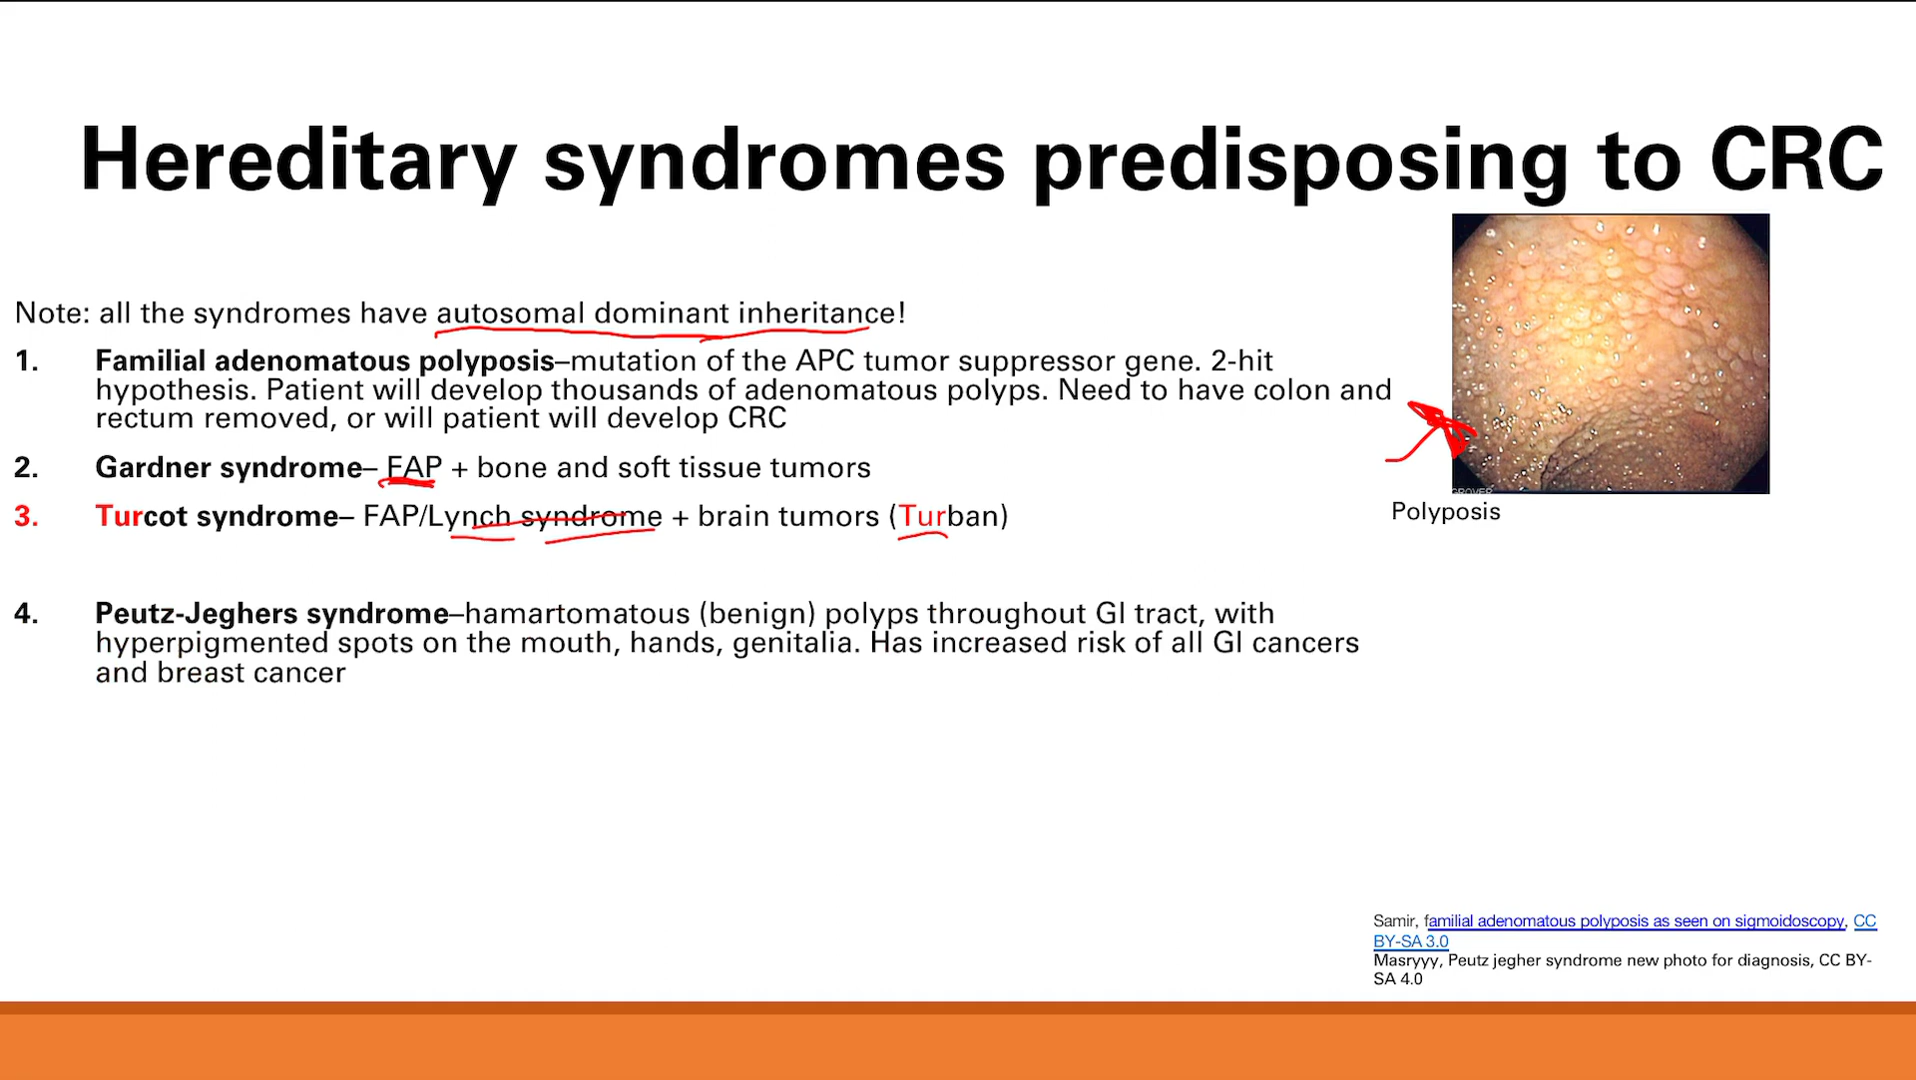 Hereditary syndromes predisposing to CRC
Note: all the syndromes have autosomal dominant inheritance!
1. Familial adenomatous polyposis–mutation of the APC tumor suppressor gene. 2-hit
hypothesis. Patient will develop thousands of adenomatous polyps. Need to have colon and
rectum removed, or will patient will develop CRC
2. Gardner syndrome– FAP + bone and soft tissue tumors
3. Turcot syndrome– FAP/Lynch syndrome + brain tumors (Turban)
GROVER
Polyposis
4. Peutz-Jeghers syndrome–hamartomatous (benign) polyps throughout GI tract, with
hyperpigmented spots on the mouth, hands, genitalia. Has increased risk of all GI cancers
and breast cancer
Samir, familial adenomatous polyposis as seen on sigmoidoscopy, CC
BY-SA 3.0
Masryyy, Peutz jegher syndrome new photo for diagnosis, CC BY-
SA 4.0